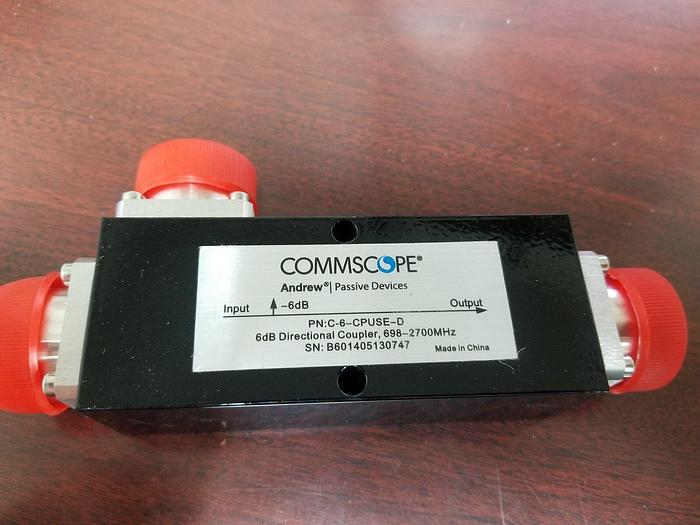 COMMSCOPE®
Andrew® | Passive Devices
Input -6dB Output
PN:C-6-CPUSE-D
6dB Directional Coupler, 698-2700MHz
SN: B601405130747
Made in China